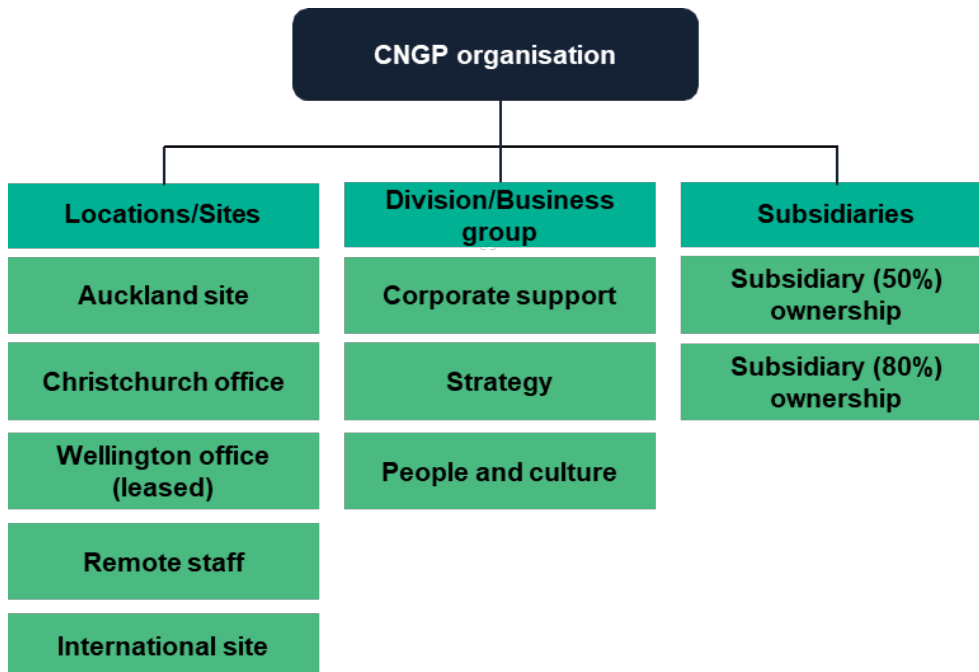 CNGP organisation
Locations/Sites
Auckland site
Christchurch office
Wellington office
(leased)
Remote staff
International site
Division/Business
group
Corporate support
Strategy
People and culture
Subsidiaries
Subsidiary (50%)
ownership
Subsidiary (80%)
ownership